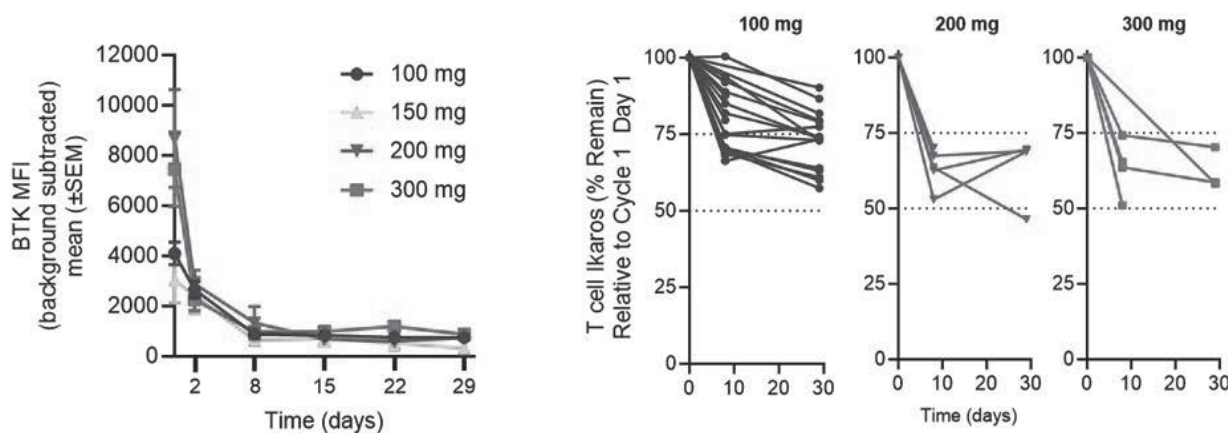 BTK MFI
(background subtracted)
mean (±SEM)
12000
10000
8000
6000
4000
2000
0
100 mg
150 mg
200 mg
300 mg
2 8 15 22 29
Time (days)
T cell Ikaros (% Remain)
Relative to Cycle 1 Day 1
100 mg
100
75
50
25
0
0 10 20 30
200 mg
100
75
50
25
0
0 10 20 30
Time (days)
300 mg
100
75
50
25
0
0 10 20 30